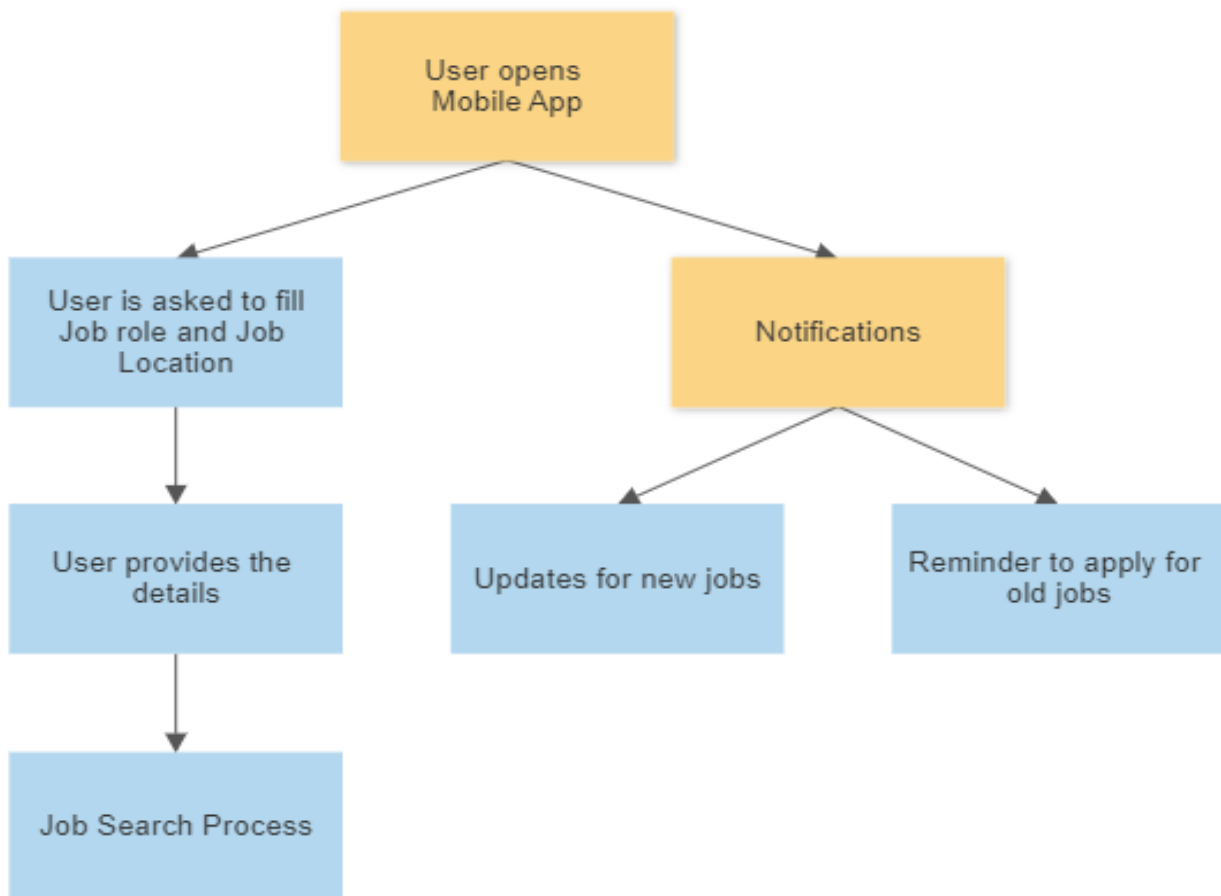 User opens
Mobile App
User is asked to fill
Job role and Job
Location
Notifications
User provides the
details
Updates for new jobs
Reminder to apply for
old jobs
Job Search Process